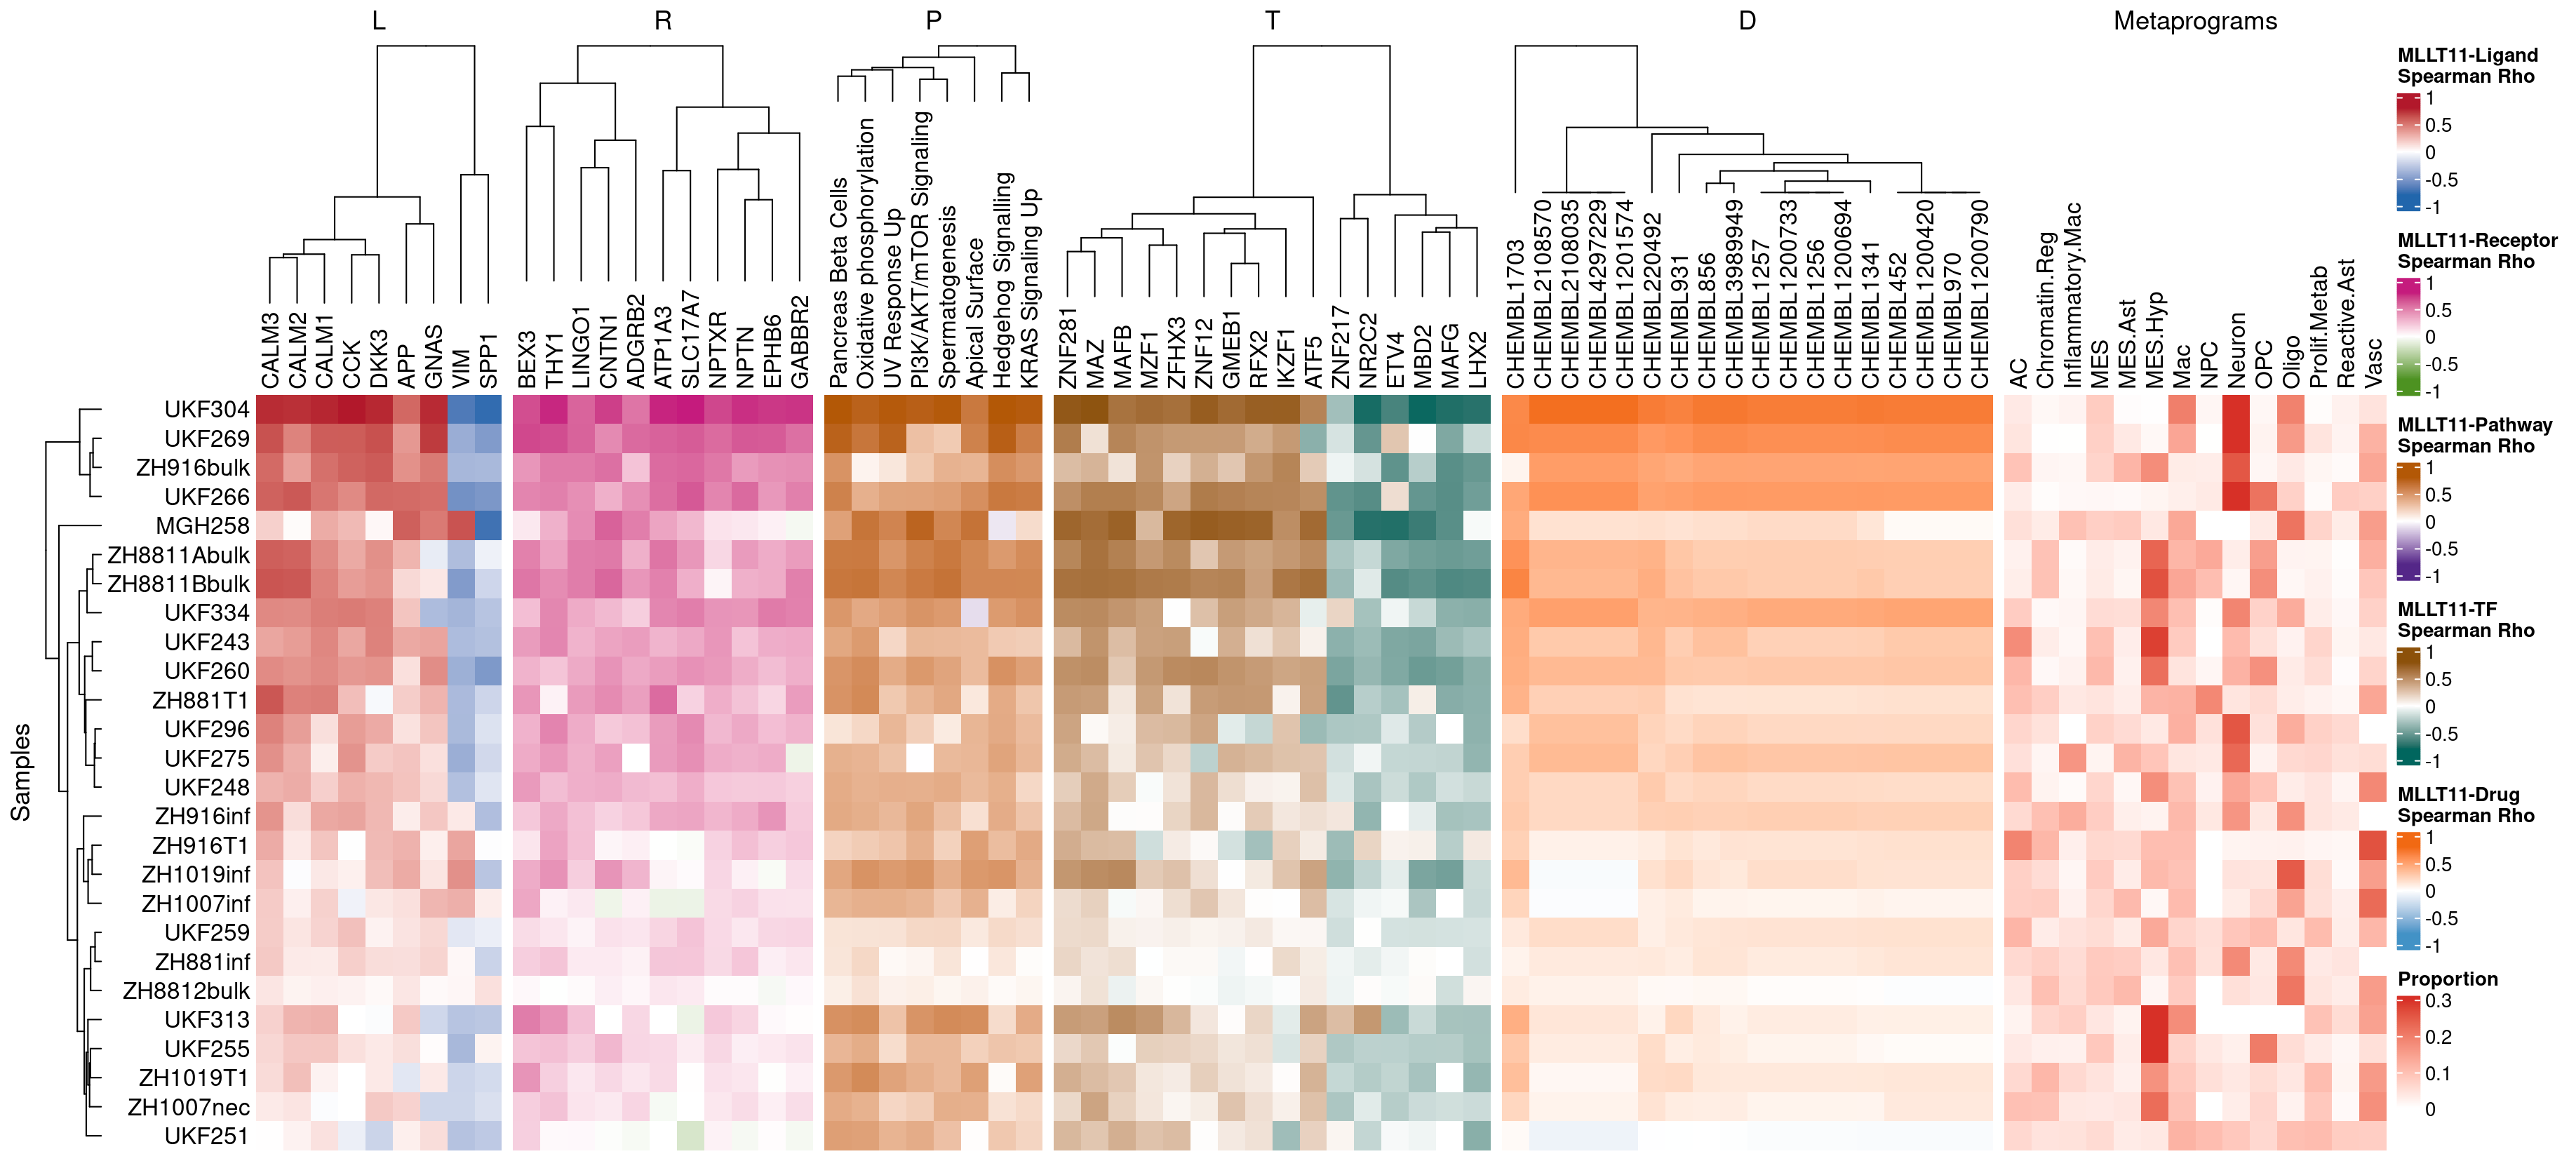 L
R
P
T
D
Metaprograms
CALM3
CALM2
CALM1
CCK
DKK3
APP
GNAS
VIM
SPP1
BEX3
THY1
LINGO1
CNTN1
ADGRB2
ATP1A3
SLC17A7
NPTXR
NPTN
EPHB6
GABBR2
Pancreas Beta Cells
Oxidative phosphorylation
UV Response Up
PI3K/AKT/mTOR Signaling
Spermatogenesis
Apical Surface
Hedgehog Signalling
KRAS Signaling Up
ZNF281
MAZ
MAFB
MZF1
ZFHX3
ZNF12
GMEB1
RFX2
IKZF1
ATF5
ZNF217
NR2C2
ETV4
MBD2
MAFG
LHX2
CHEMBL1703
CHEMBL2108570
CHEMBL2108035
CHEMBL4297229
CHEMBL1201574
CHEMBL2220492
CHEMBL931
CHEMBL856
CHEMBL3989949
CHEMBL1257
CHEMBL1200733
CHEMBL1256
CHEMBL1200694
CHEMBL1341
CHEMBL452
CHEMBL1200420
CHEMBL970
CHEMBL1200790
AC
Chromatin.Reg
Inflammatory.Mac
MES
MES.Ast
MES.Hyp
Mac
NPC
Neuron
OPC
Oligo
Prolif.Metab
Reactive.Ast
Vasc
Samples
UKF304
UKF269
ZH916bulk
UKF266
MGH258
ZH8811Abulk
ZH8811Bbulk
UKF334
UKF243
UKF260
ZH881T1
UKF296
UKF275
UKF248
ZH916inf
ZH916T1
ZH1019inf
ZH1007inf
UKF259
ZH881inf
ZH8812bulk
UKF313
UKF255
ZH1019T1
ZH1007nec
UKF251
MLLT11-Ligand
Spearman Rho
1
0.5
0
-0.5
-1
MLLT11-Receptor
Spearman Rho
1
0.5
0
-0.5
-1
MLLT11-Pathway
Spearman Rho
1
0.5
0
-0.5
-1
MLLT11-TF
Spearman Rho
1
0.5
0
-0.5
-1
MLLT11-Drug
Spearman Rho
1
0.5
0
-0.5
-1
Proportion
0.3
0.2
0.1
0